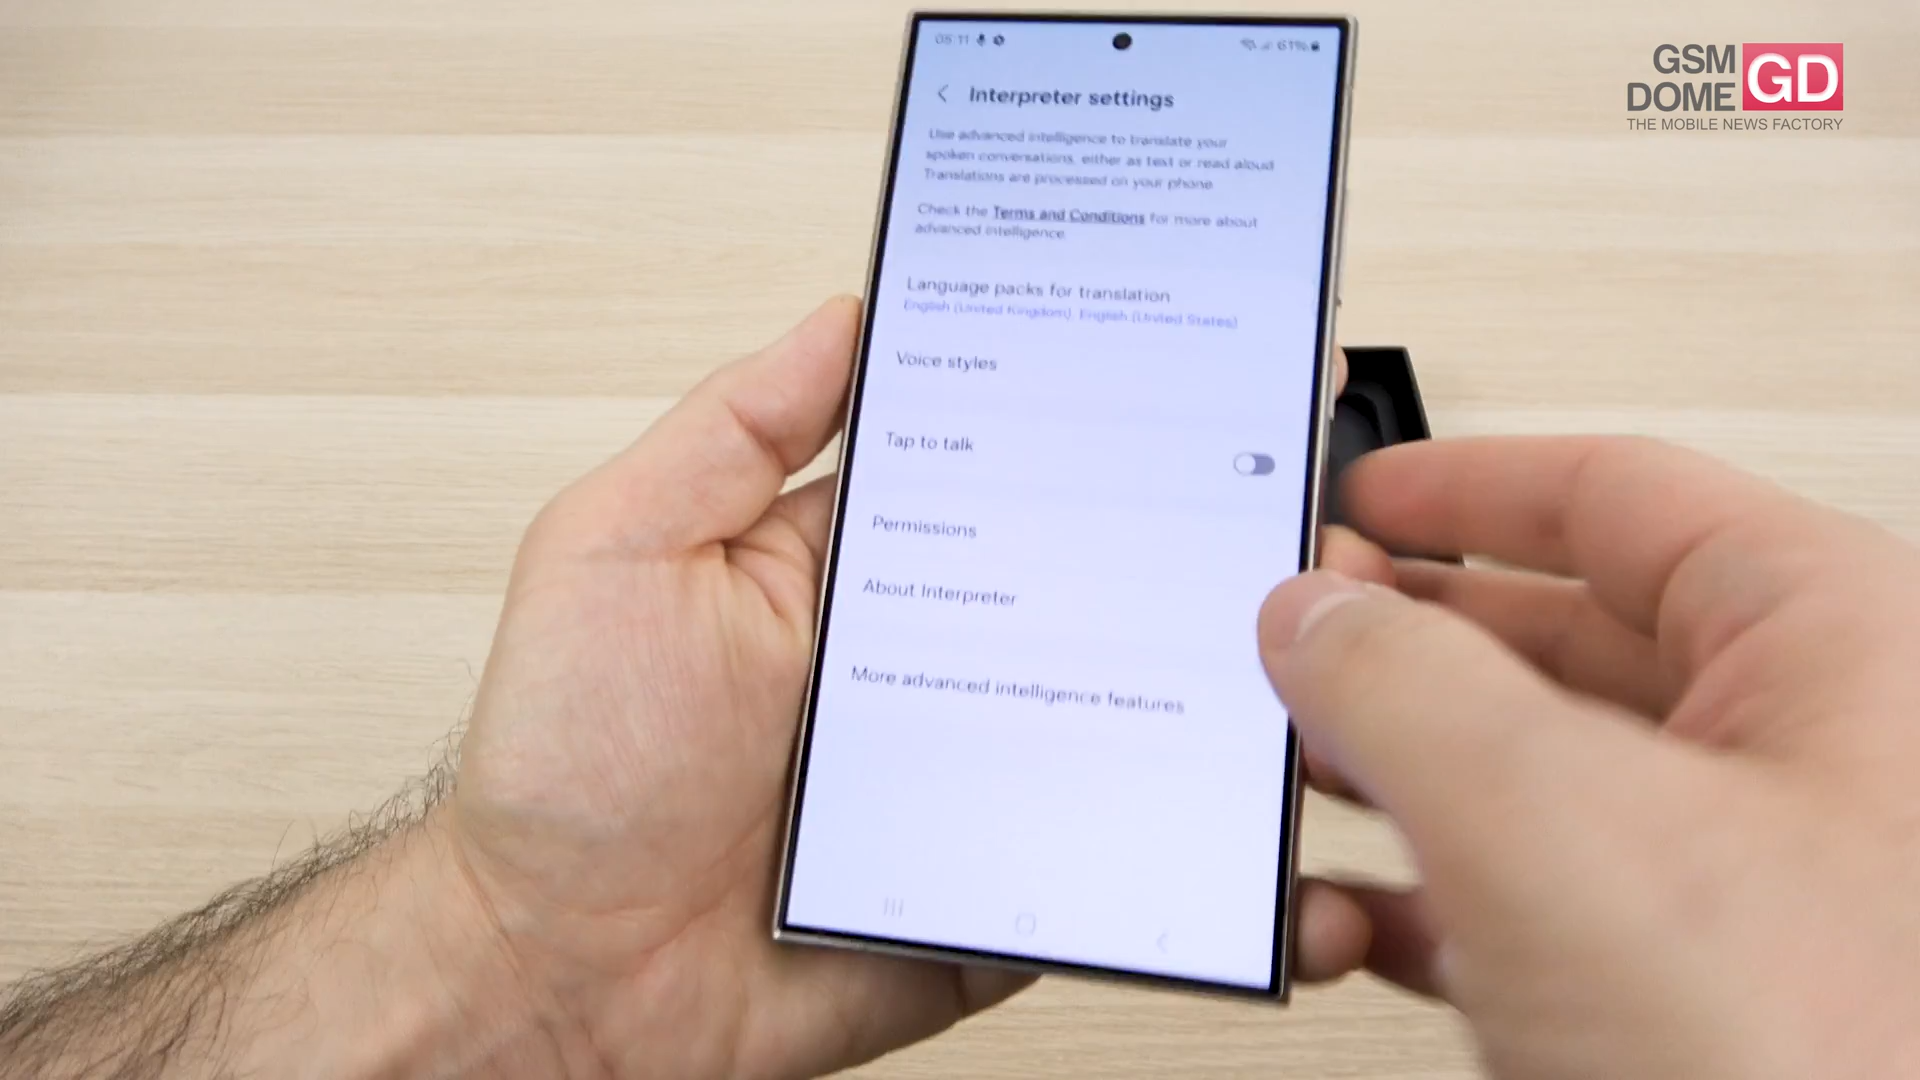 05:11
61%
Interpreter settings
Use advanced intelligence to translate your
spoken conversations, either as text or read aloud.
Translations are processed on your phone.
Check the Terms and Conditions for more about
advanced intelligence.
Language packs for translation
English (United Kingdom), English (United States)
Voice styles
Tap to talk
Permissions
About Interpreter
More advanced intelligence features
GSM
DOME
GD
THE MOBILE NEWS FACTORY